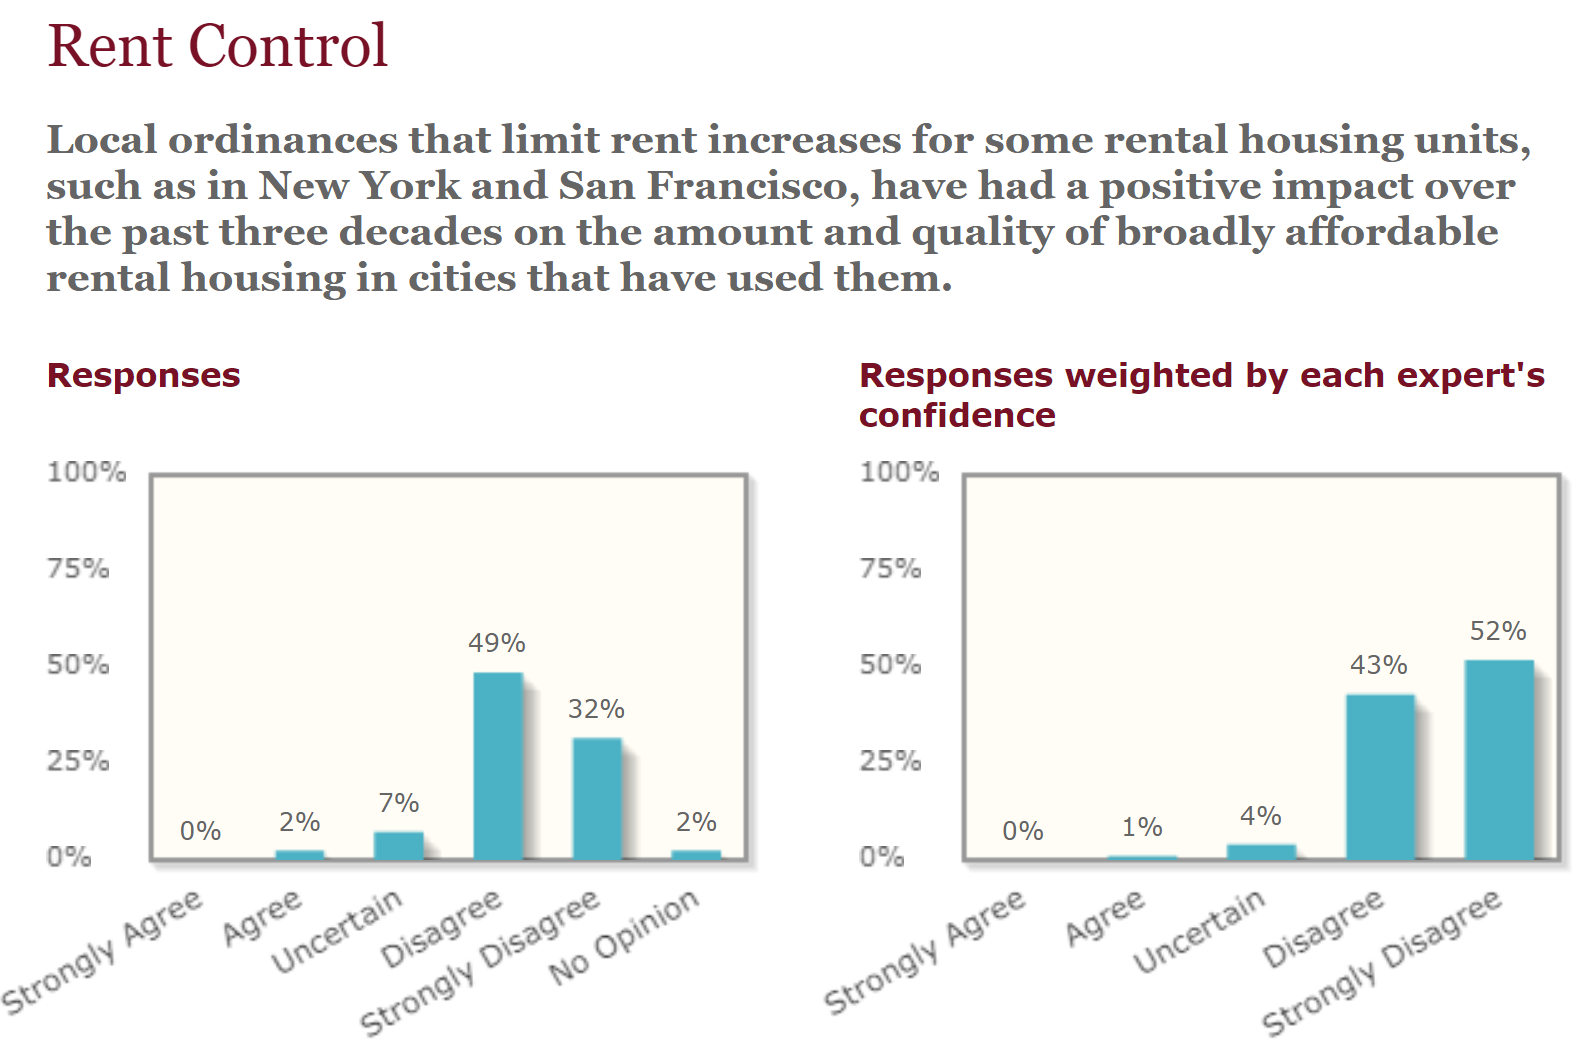 Rent Control
Local ordinances that limit rent increases for some rental housing units,
such as in New York and San Francisco, have had a positive impact over
the past three decades on the amount and quality of broadly affordable
rental housing in cities that have used them.
Responses
100%
75%
50%
25%
0%
0%
2%
7%
49%
32%
2%
Strongly Agree
Agree
Uncertain
Disagree
Strongly Disagree
No Opinion
Responses weighted by each expert's
confidence
100%
75%
50%
25%
0%
0%
1%
4%
43%
52%
Strongly Agree
Agree
Uncertain
Disagree
Strongly Disagree